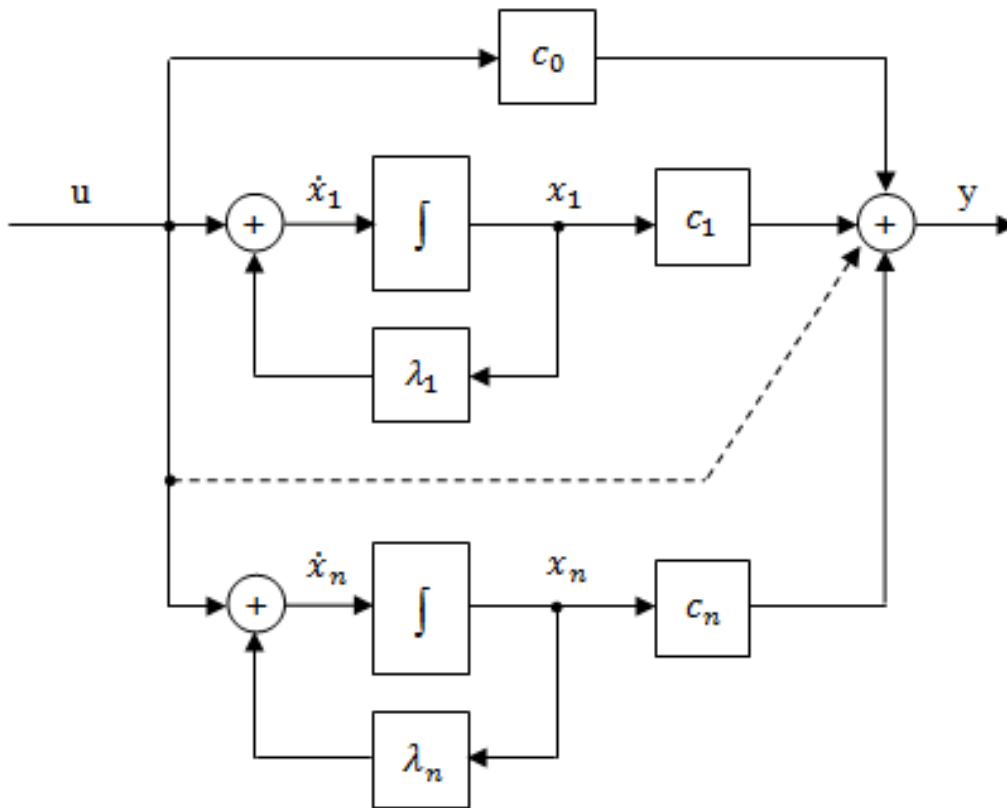 c₀
u
+
ẋ₁
∫
x₁
c₁
+
y
λ₁
+
ẋₙ
∫
xₙ
cₙ
λₙ